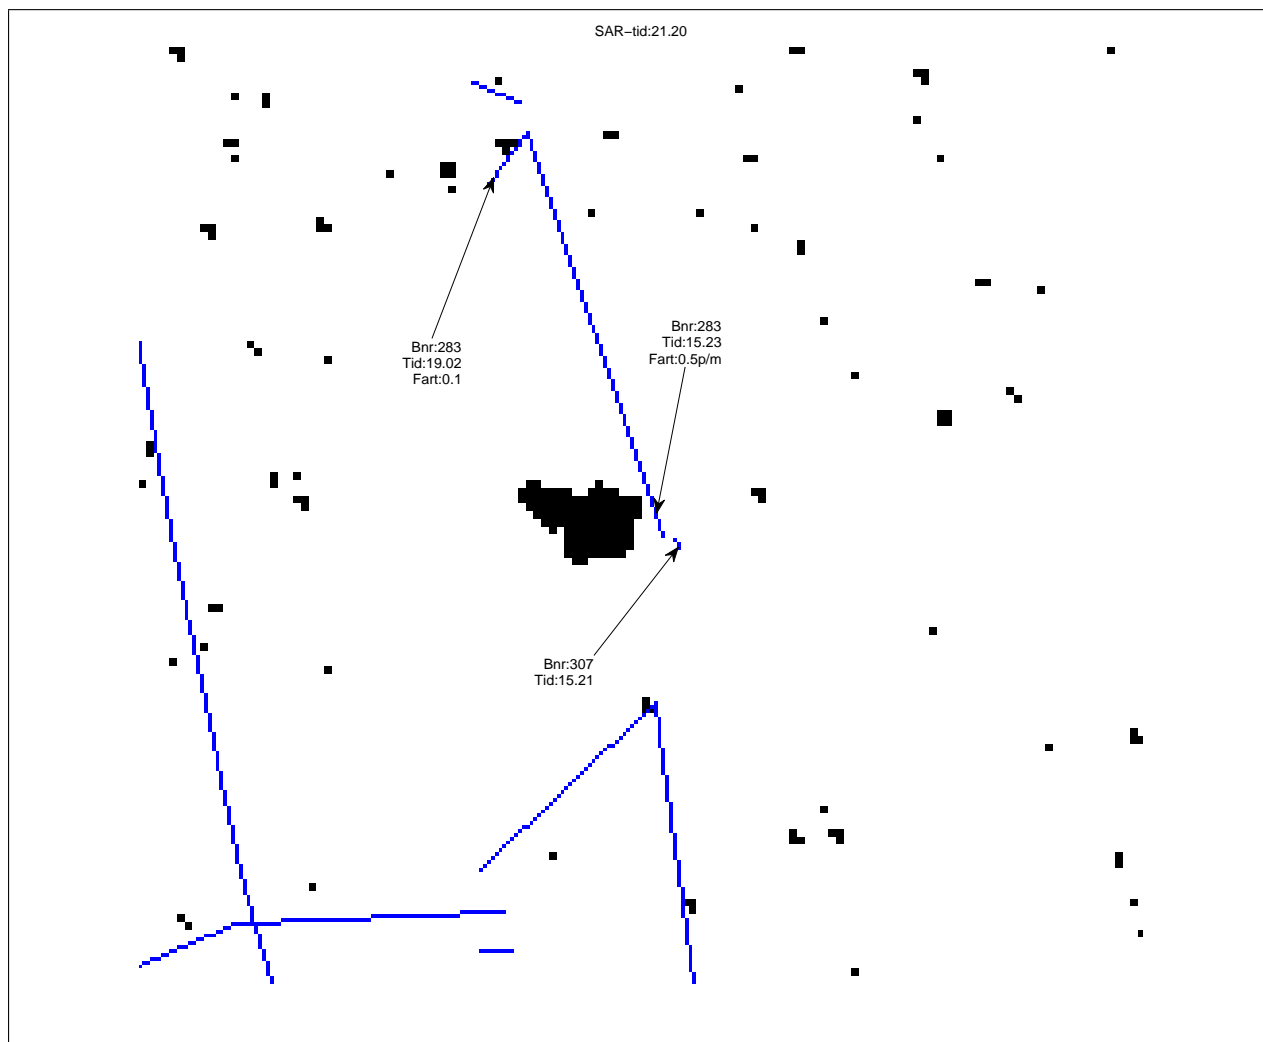 SAR−tid:21.20
Bnr:283
Tid:15.23
Fart:0.5p/m
Bnr:283
Tid:19.02
Fart:0.1
Bnr:307
Tid:15.21